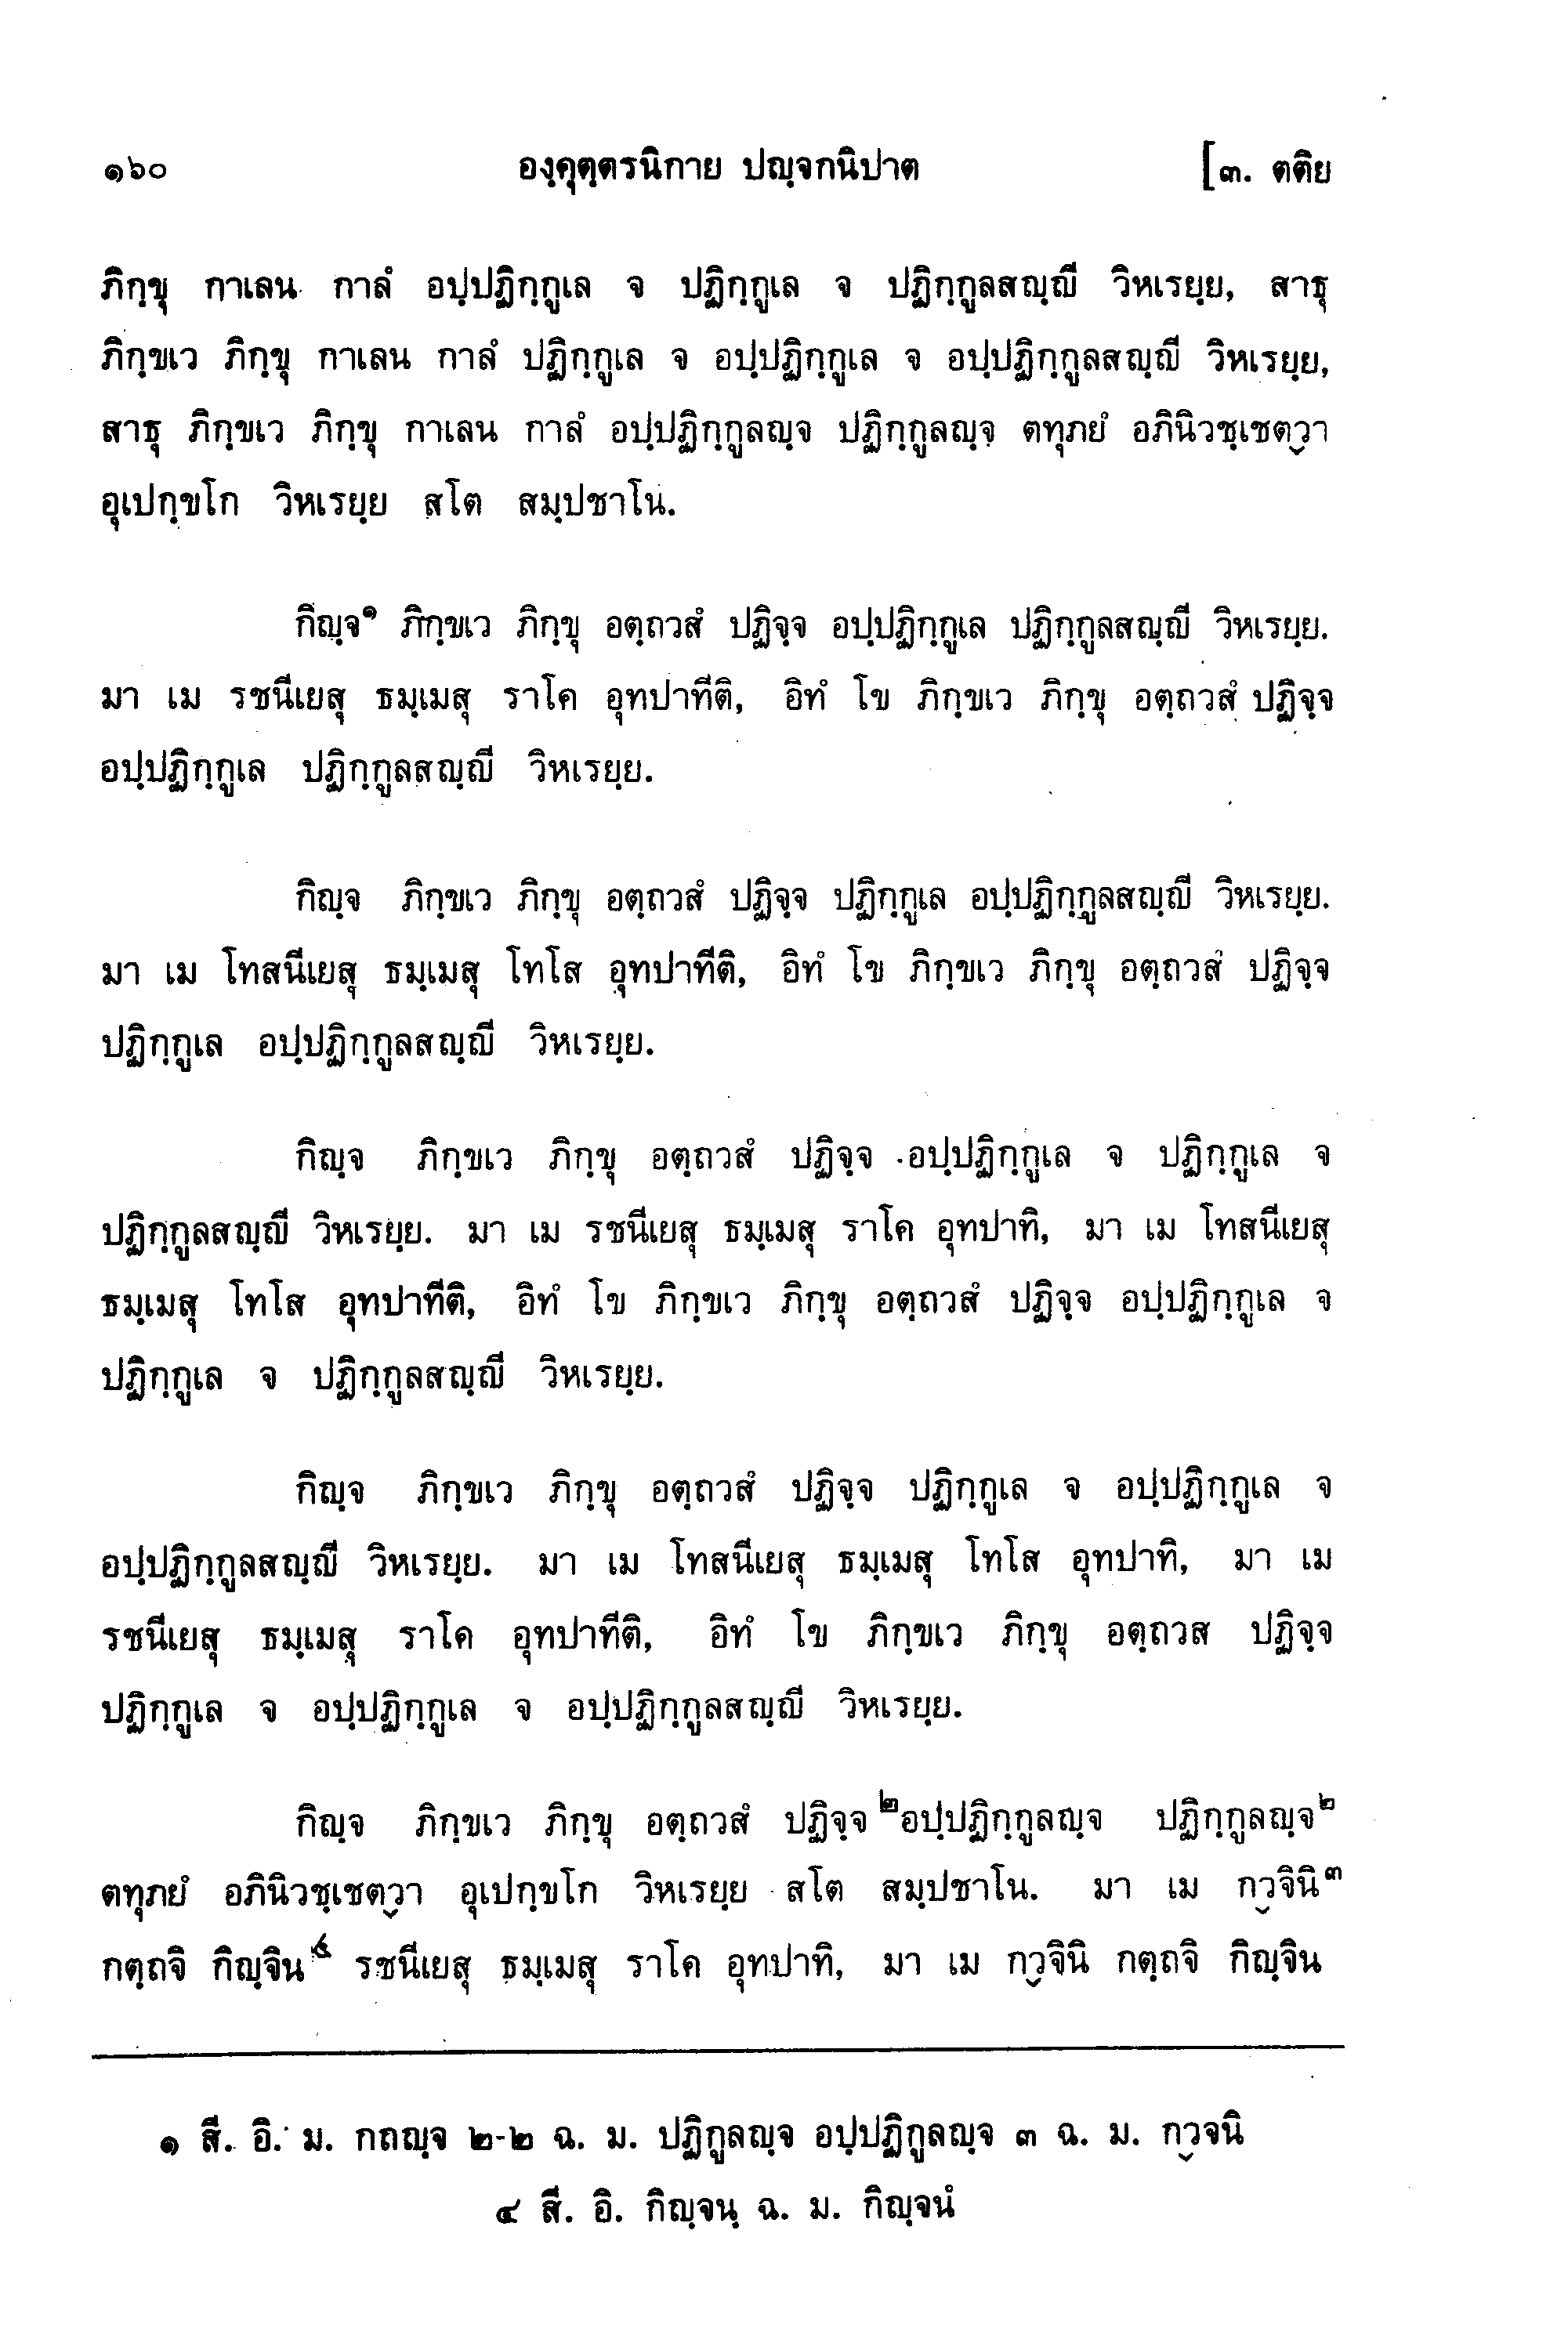 ๑๖๐ องฺคุตฺตรนิกาย ปญฺจกนิปาต [๓. ตติย
ภิกฺขุ กาเลน กาลํ อปฺปฏิกฺกูเล จ ปฏิกฺกูเล จ ปฏิกฺกูลสญฺญี วิหเรยฺย, สาธุ
ภิกฺขเว ภิกฺขุ กาเลน กาลํ ปฏิกฺกูเล จ อปฺปฏิกฺกูเล จ อปฺปฏิกฺกูลสญฺญี วิหเรยฺย,
สาธุ ภิกฺขเว ภิกฺขุ กาเลน กาลํ อปฺปฏิกฺกูลญฺจ ปฏิกฺกูลญฺจ ตทุภยํ อภินิวชฺเชตฺวา
อุเปกฺขโก วิหเรยฺย สโต สมฺปชาโน.
กิญฺจ๑ ภิกฺขเว ภิกฺขุ อตฺถวสํ ปฏิจฺจ อปฺปฏิกฺกูเล ปฏิกฺกูลสญฺญี วิหเรยฺย.
มา เม รชนีเยสุ ธมฺเมสุ ราโค อุทปาทีติ, อิทํ โข ภิกฺขเว ภิกฺขุ อตฺถวสํ ปฏิจฺจ
อปฺปฏิกฺกูเล ปฏิกฺกูลสญฺญี วิหเรยฺย.
กิญฺจ ภิกฺขเว ภิกฺขุ อตฺถวสํ ปฏิจฺจ ปฏิกฺกูเล อปฺปฏิกฺกูลสญฺญี วิหเรยฺย.
มา เม โทสนีเยสุ ธมฺเมสุ โทโส อุทปาทีติ, อิทํ โข ภิกฺขเว ภิกฺขุ อตฺถวสํ ปฏิจฺจ
ปฏิกฺกูเล อปฺปฏิกฺกูลสญฺญี วิหเรยฺย.
กิญฺจ ภิกฺขเว ภิกฺขุ อตฺถวสํ ปฏิจฺจ อปฺปฏิกฺกูเล จ ปฏิกฺกูเล จ
ปฏิกฺกูลสญฺญี วิหเรยฺย. มา เม รชนีเยสุ ธมฺเมสุ ราโค อุทปาทิ, มา เม โทสนีเยสุ
ธมฺเมสุ โทโส อุทปาทีติ, อิทํ โข ภิกฺขเว ภิกฺขุ อตฺถวสํ ปฏิจฺจ อปฺปฏิกฺกูเล จ
ปฏิกฺกูเล จ ปฏิกฺกูลสญฺญี วิหเรยฺย.
กิญฺจ ภิกฺขเว ภิกฺขุ อตฺถวสํ ปฏิจฺจ ปฏิกฺกูเล จ อปฺปฏิกฺกูเล จ
อปฺปฏิกฺกูลสญฺญี วิหเรยฺย. มา เม โทสนีเยสุ ธมฺเมสุ โทโส อุทปาทิ, มา เม
รชนีเยสุ ธมฺเมสุ ราโค อุทปาทีติ, อิทํ โข ภิกฺขเว ภิกฺขุ อตฺถวส ปฏิจฺจ
ปฏิกฺกูเล จ อปฺปฏิกฺกูเล จ อปฺปฏิกฺกูลสญฺญี วิหเรยฺย.
กิญฺจ ภิกฺขเว ภิกฺขุ อตฺถวสํ ปฏิจฺจ ๒อปฺปฏิกฺกูลญฺจ ปฏิกฺกูลญฺจ๒
ตทุภยํ อภินิวชฺเชตฺวา อุเปกฺขโก วิหเรยฺย สโต สมฺปชาโน. มา เม กฺวจินิ๓
กตฺถจิ กิญฺจิน๔ รชนีเยสุ ธมฺเมสุ ราโค อุทปาทิ, มา เม กฺวจินิ กตฺถจิ กิญฺจิน
๑ สี. อิ. ม. กถญฺจ ๒-๒ ฉ. ม. ปฏิกูลญฺจ อปฺปฏิกูลญฺจ ๓ ฉ. ม. กฺวจนิ
๔ สี. อิ. กิญฺจนฺ ฉ. ม. กิญฺจนํ